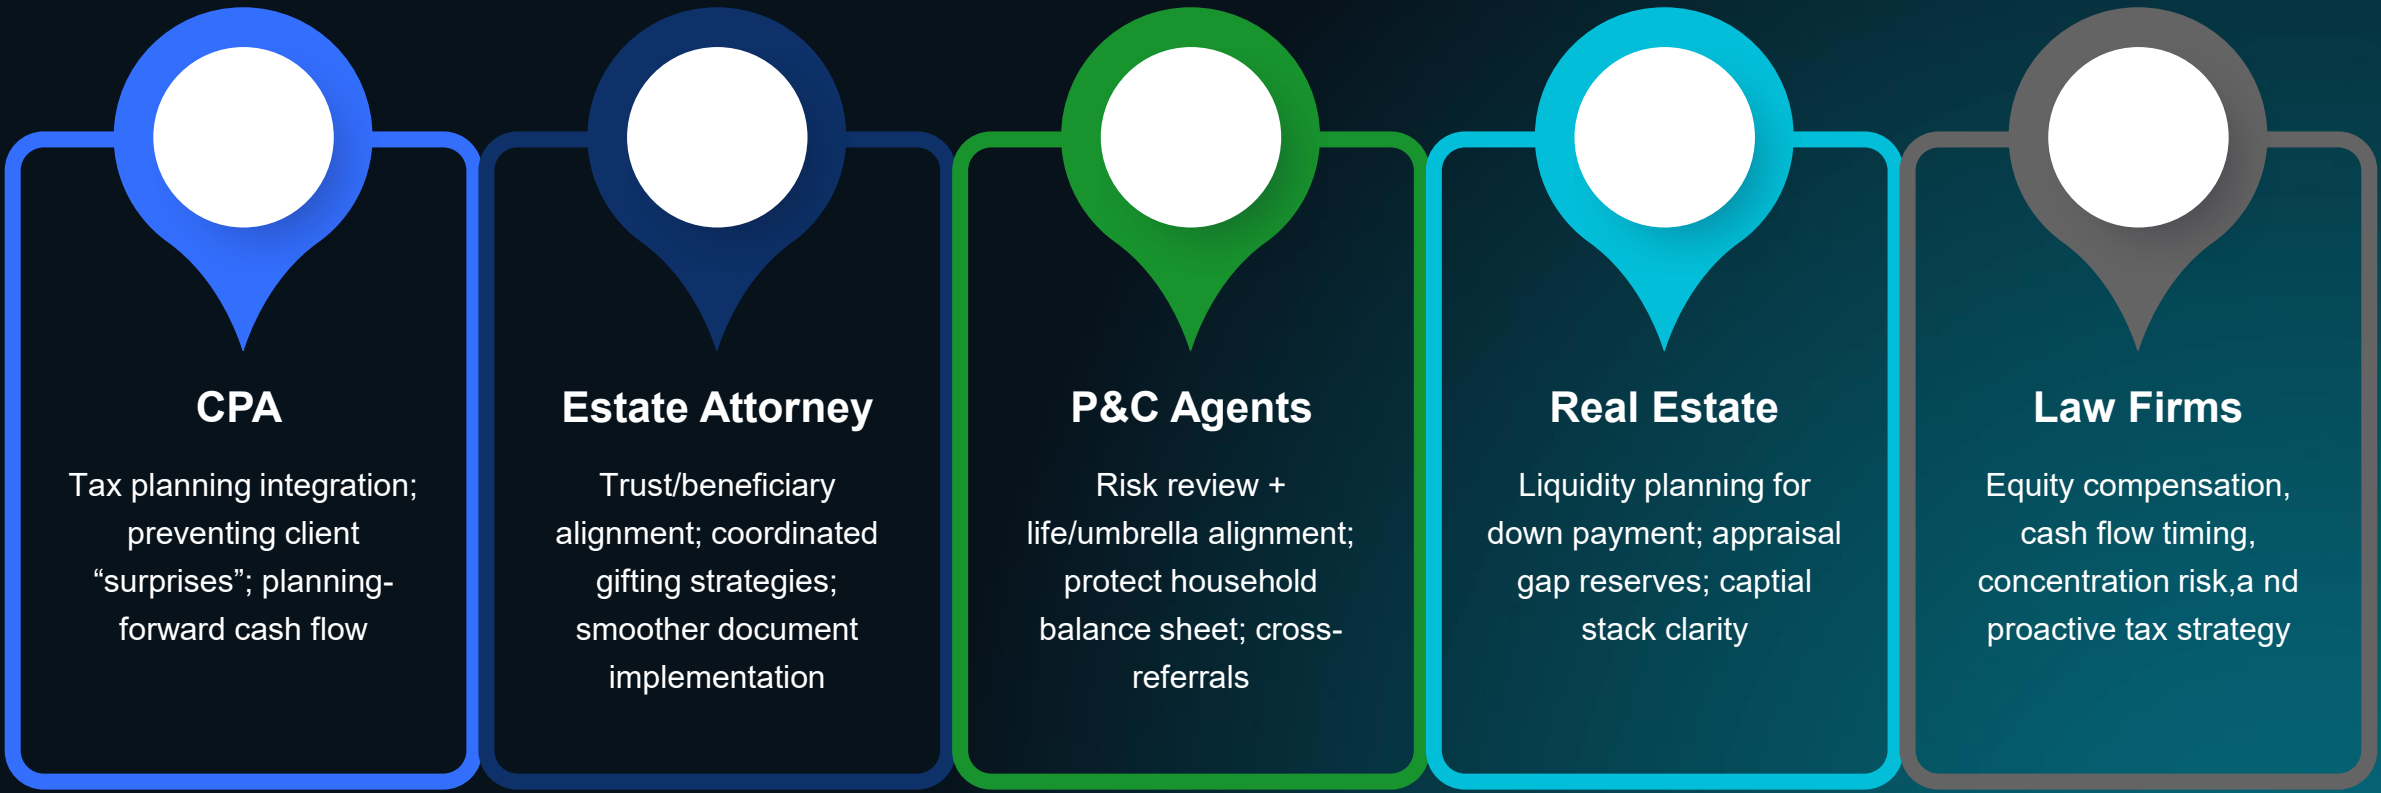 CPA
Tax planning integration;
preventing client
“surprises”; planning-
forward cash flow
Estate Attorney
Trust/beneficiary
alignment; coordinated
gifting strategies;
smoother document
implementation
P&C Agents
Risk review +
life/umbrella alignment;
protect household
balance sheet; cross-
referrals
Real Estate
Liquidity planning for
down payment; appraisal
gap reserves; captial
stack clarity
Law Firms
Equity compensation,
cash flow timing,
concentration risk,a nd
proactive tax strategy